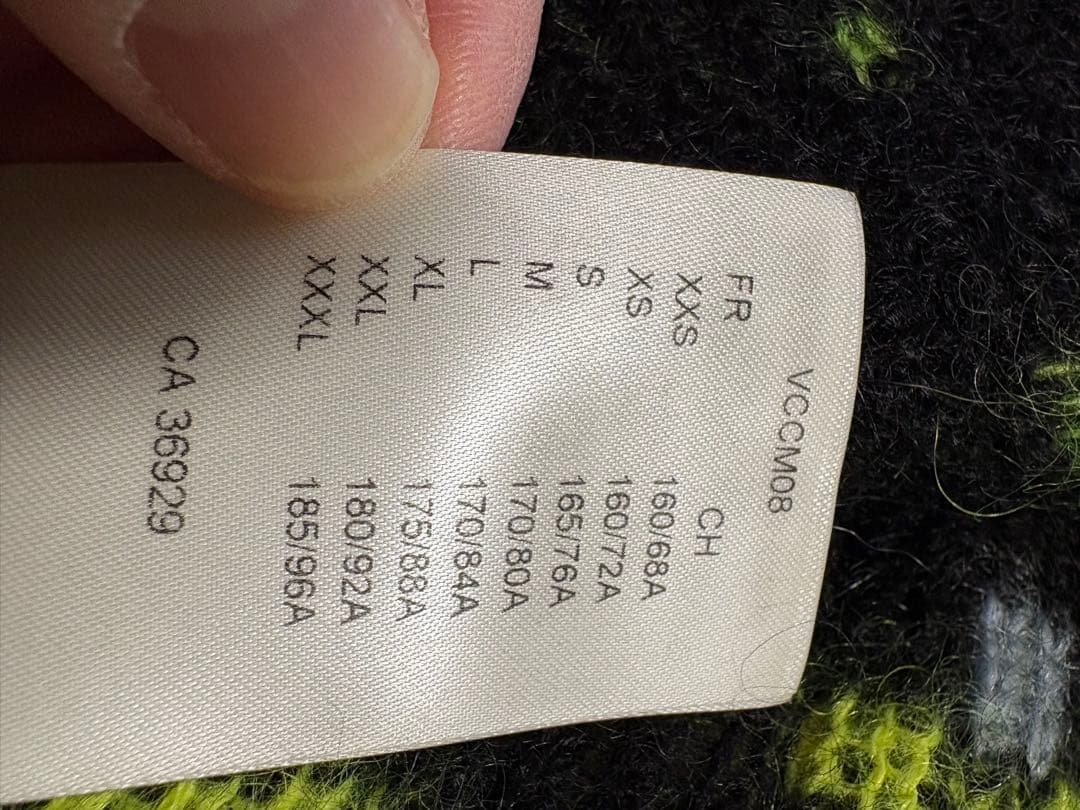 VCCM08
FR CH
XXS 160/68A
XS 160/72A
S 165/76A
M 170/80A
L 170/84A
XL 175/88A
XXL 180/92A
XXXL 185/96A
CA 36929